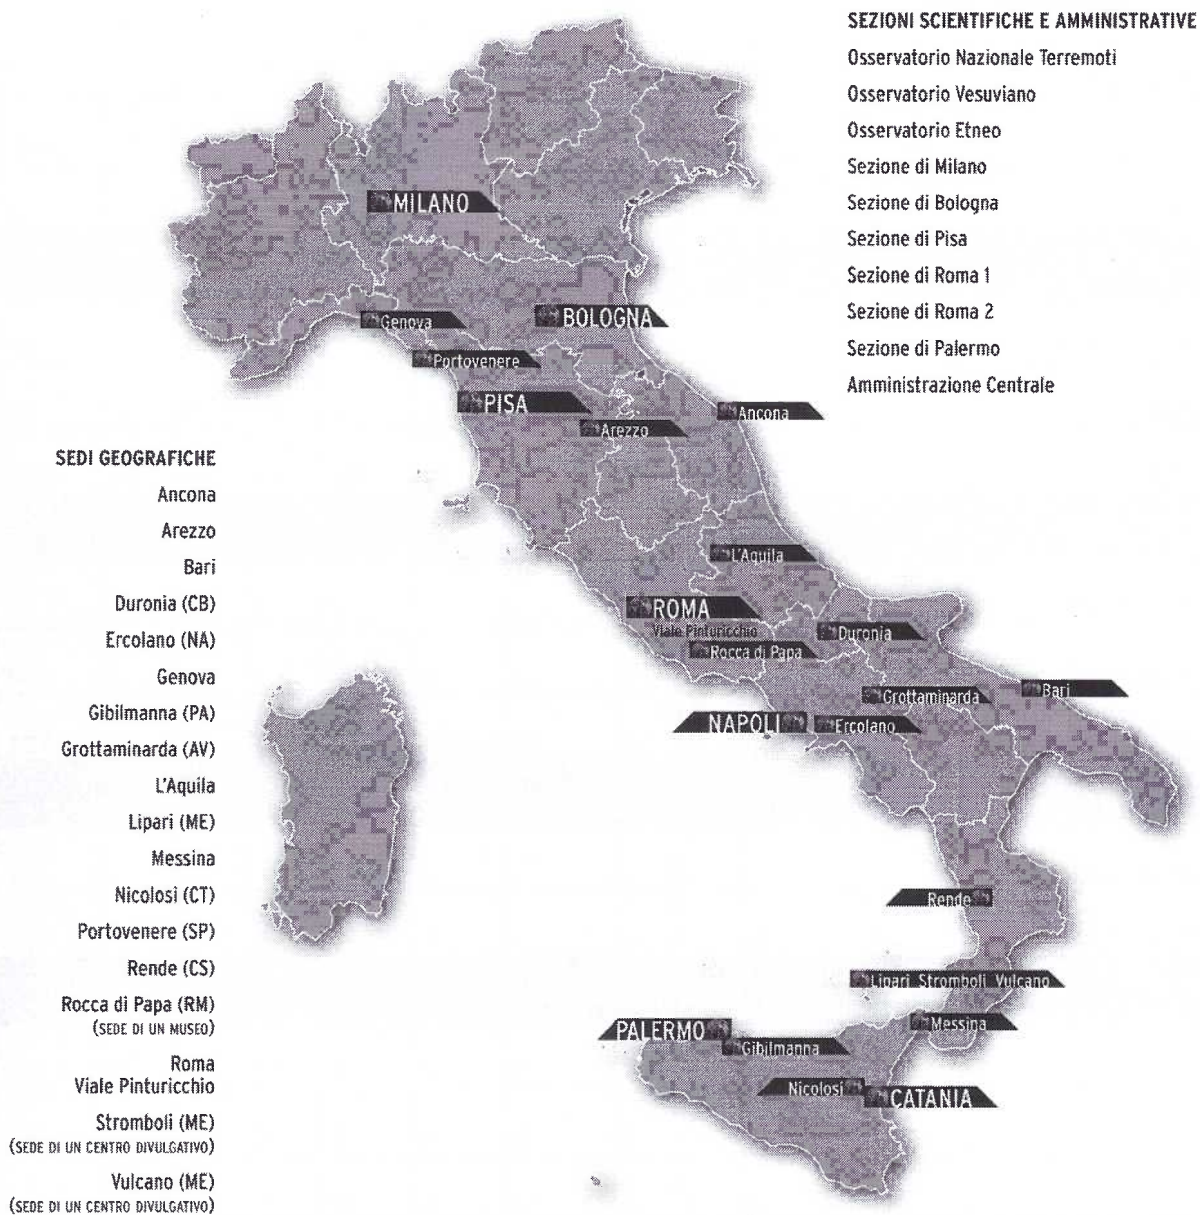 SEZIONI SCIENTIFICHE E AMMINISTRATIVE
Osservatorio Nazionale Terremoti
Osservatorio Vesuviano
Osservatorio Etneo
Sezione di Milano
Sezione di Bologna
Sezione di Pisa
Sezione di Roma 1
Sezione di Roma 2
Sezione di Palermo
Amministrazione Centrale
MILANO
BOLOGNA
Genova
Portovenere
PISA
Ancona
Arezzo
L'Aquila
ROMA
Viale Pinturicchio
Duronia
Rocca di Papa
Grottaminarda
Bari
NAPOLI
Ercolano
Rende
Lipari Stromboli Vulcano
Messina
PALERMO
Gibilmanna
Nicolosi
CATANIA
SEDI GEOGRAFICHE
Ancona
Arezzo
Bari
Duronia (CB)
Ercolano (NA)
Genova
Gibilmanna (PA)
Grottaminarda (AV)
L'Aquila
Lipari (ME)
Messina
Nicolosi (CT)
Portovenere (SP)
Rende (CS)
Rocca di Papa (RM)
(SEDE DI UN MUSEO)
Roma
Viale Pinturicchio
Stromboli (ME)
(SEDE DI UN CENTRO DIVULGATIVO)
Vulcano (ME)
(SEDE DI UN CENTRO DIVULGATIVO)